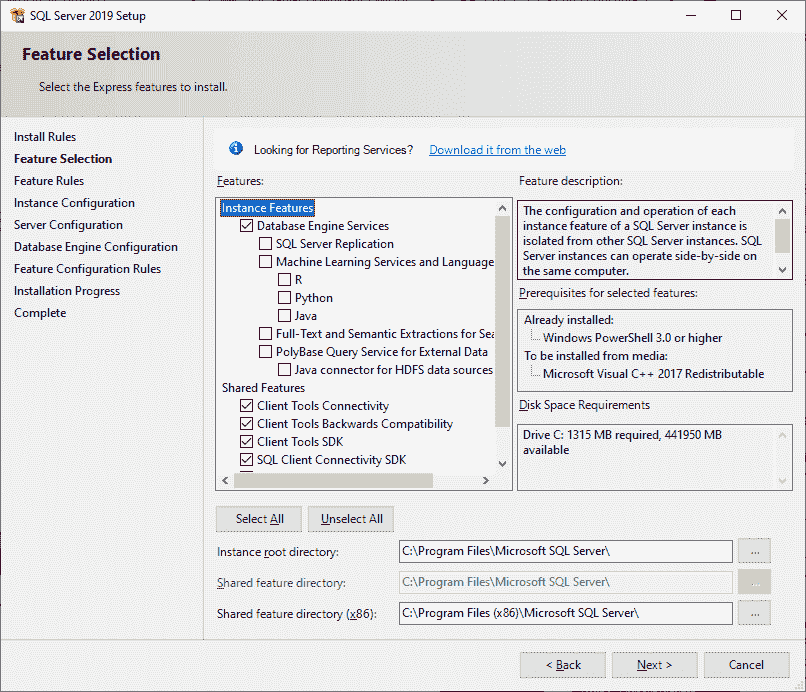 SQL Server 2019 Setup
Feature Selection
Select the Express features to install.
Install Rules
Feature Selection
Feature Rules
Instance Configuration
Server Configuration
Database Engine Configuration
Feature Configuration Rules
Installation Progress
Complete
Looking for Reporting Services? Download it from the web
Features:
Instance Features
Database Engine Services
SQL Server Replication
Machine Learning Services and Language
R
Python
Java
Full-Text and Semantic Extractions for Sea
PolyBase Query Service for External Data
Java connector for HDFS data sources
Shared Features
Client Tools Connectivity
Client Tools Backwards Compatibility
Client Tools SDK
SQL Client Connectivity SDK
Feature description:
The configuration and operation of each
instance feature of a SQL Server instance is
isolated from other SQL Server instances. SQL
Server instances can operate side-by-side on
the same computer.
Prerequisites for selected features:
Already installed:
Windows PowerShell 3.0 or higher
To be installed from media:
Microsoft Visual C++ 2017 Redistributable
Disk Space Requirements
Drive C: 1315 MB required, 441950 MB
available
Select All
Unselect All
Instance root directory:
C:\Program Files\Microsoft SQL Server\
...
Shared feature directory:
C:\Program Files\Microsoft SQL Server\
...
Shared feature directory (x86):
C:\Program Files (x86)\Microsoft SQL Server\
...
< Back
Next >
Cancel